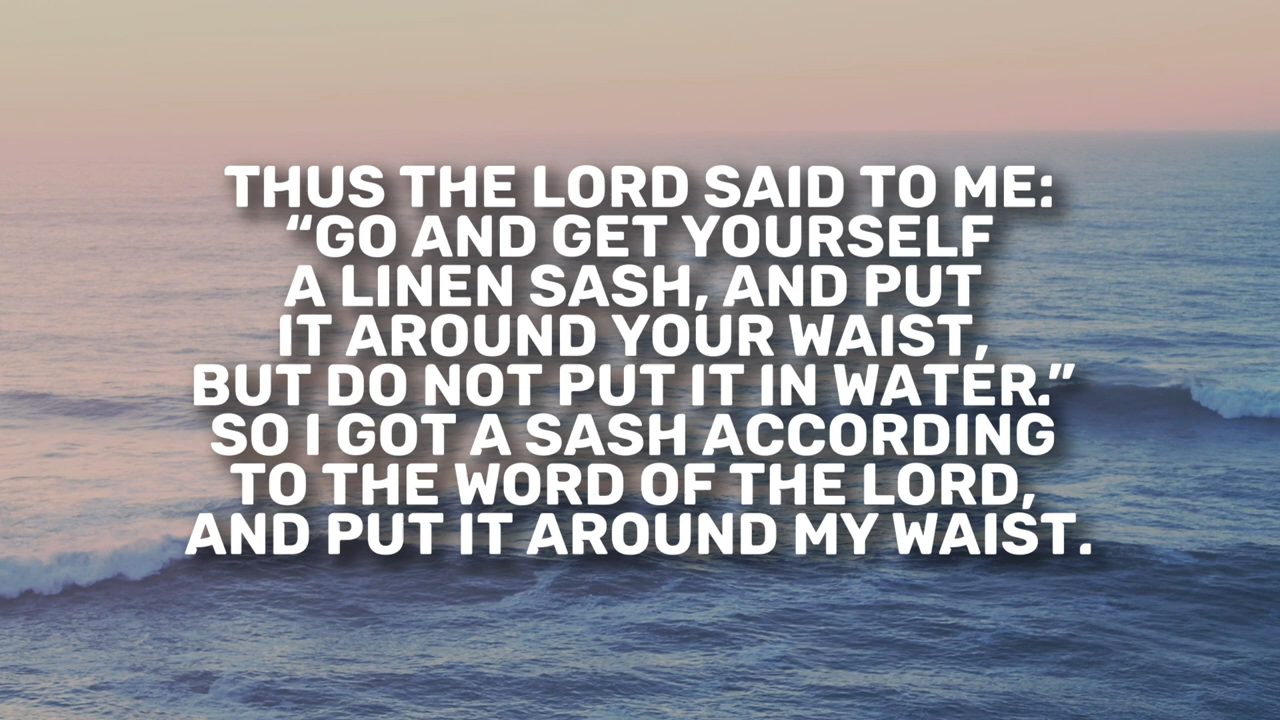 THUS THE LORD SAID TO ME:
“GO AND GET YOURSELF
A LINEN SASH, AND PUT
IT AROUND YOUR WAIST,
BUT DO NOT PUT IT IN WATER.”
SO I GOT A SASH ACCORDING
TO THE WORD OF THE LORD,
AND PUT IT AROUND MY WAIST.